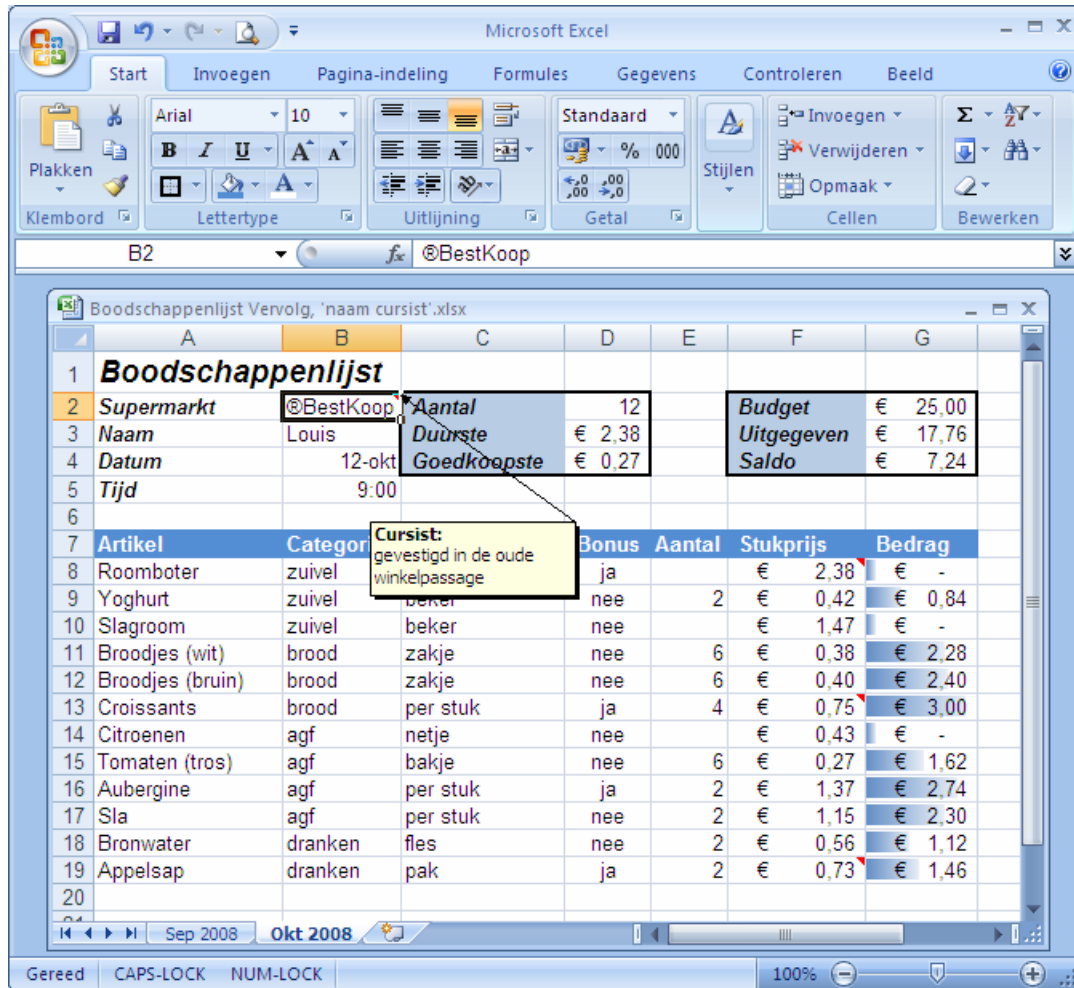 Microsoft Excel
Start Invoegen Pagina-indeling Formules Gegevens Controleren Beeld
Arial 10 Standaard Invoegen Σ
Plakken B I U A A % 000 Stijlen Verwijderen
A ,00 ,00 ,0 Opmaak
Klembord Lettertype Uitlijning Getal Cellen Bewerken
B2 fx ®BestKoop
Boodschappenlijst Vervolg, 'naam cursist'.xlsx
A B C D E F G
1 Boodschappenlijst
2 Supermarkt ®BestKoop Aantal 12 Budget € 25,00
3 Naam Louis Duurste € 2,38 Uitgegeven € 17,76
4 Datum 12-okt Goedkoopste € 0,27 Saldo € 7,24
5 Tijd 9:00
6
Cursist:
gevestigd in de oude
winkelpassage
7 Artikel Categori Bonus Aantal Stukprijs Bedrag
8 Roomboter zuivel ja € 2,38 € -
9 Yoghurt zuivel beker nee 2 € 0,42 € 0,84
10 Slagroom zuivel beker nee € 1,47 € -
11 Broodjes (wit) brood zakje nee 6 € 0,38 € 2,28
12 Broodjes (bruin) brood zakje nee 6 € 0,40 € 2,40
13 Croissants brood per stuk ja 4 € 0,75 € 3,00
14 Citroenen agf netje nee € 0,43 € -
15 Tomaten (tros) agf bakje nee 6 € 0,27 € 1,62
16 Aubergine agf per stuk ja 2 € 1,37 € 2,74
17 Sla agf per stuk nee 2 € 1,15 € 2,30
18 Bronwater dranken fles nee 2 € 0,56 € 1,12
19 Appelsap dranken pak ja 2 € 0,73 € 1,46
20
Sep 2008 Okt 2008
Gereed CAPS-LOCK NUM-LOCK 100%